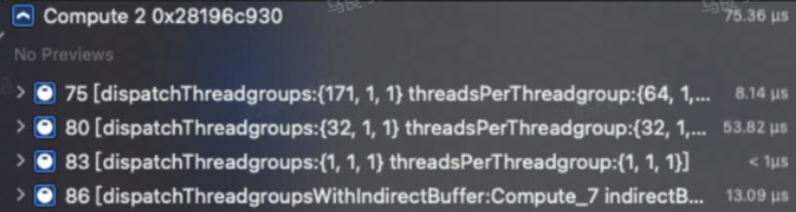 Compute 2 0x28196c930 75.36 µs
No Previews
75 [dispatchThreadgroups:{171, 1, 1} threadsPerThreadgroup:{64, 1,... 8.14 µs
80 [dispatchThreadgroups:{32, 1, 1} threadsPerThreadgroup:{32, 1,... 53.82 µs
83 [dispatchThreadgroups:{1, 1, 1} threadsPerThreadgroup:{1, 1, 1}] < 1µs
86 [dispatchThreadgroupsWithIndirectBuffer:Compute_7 indirectB... 13.09 µs